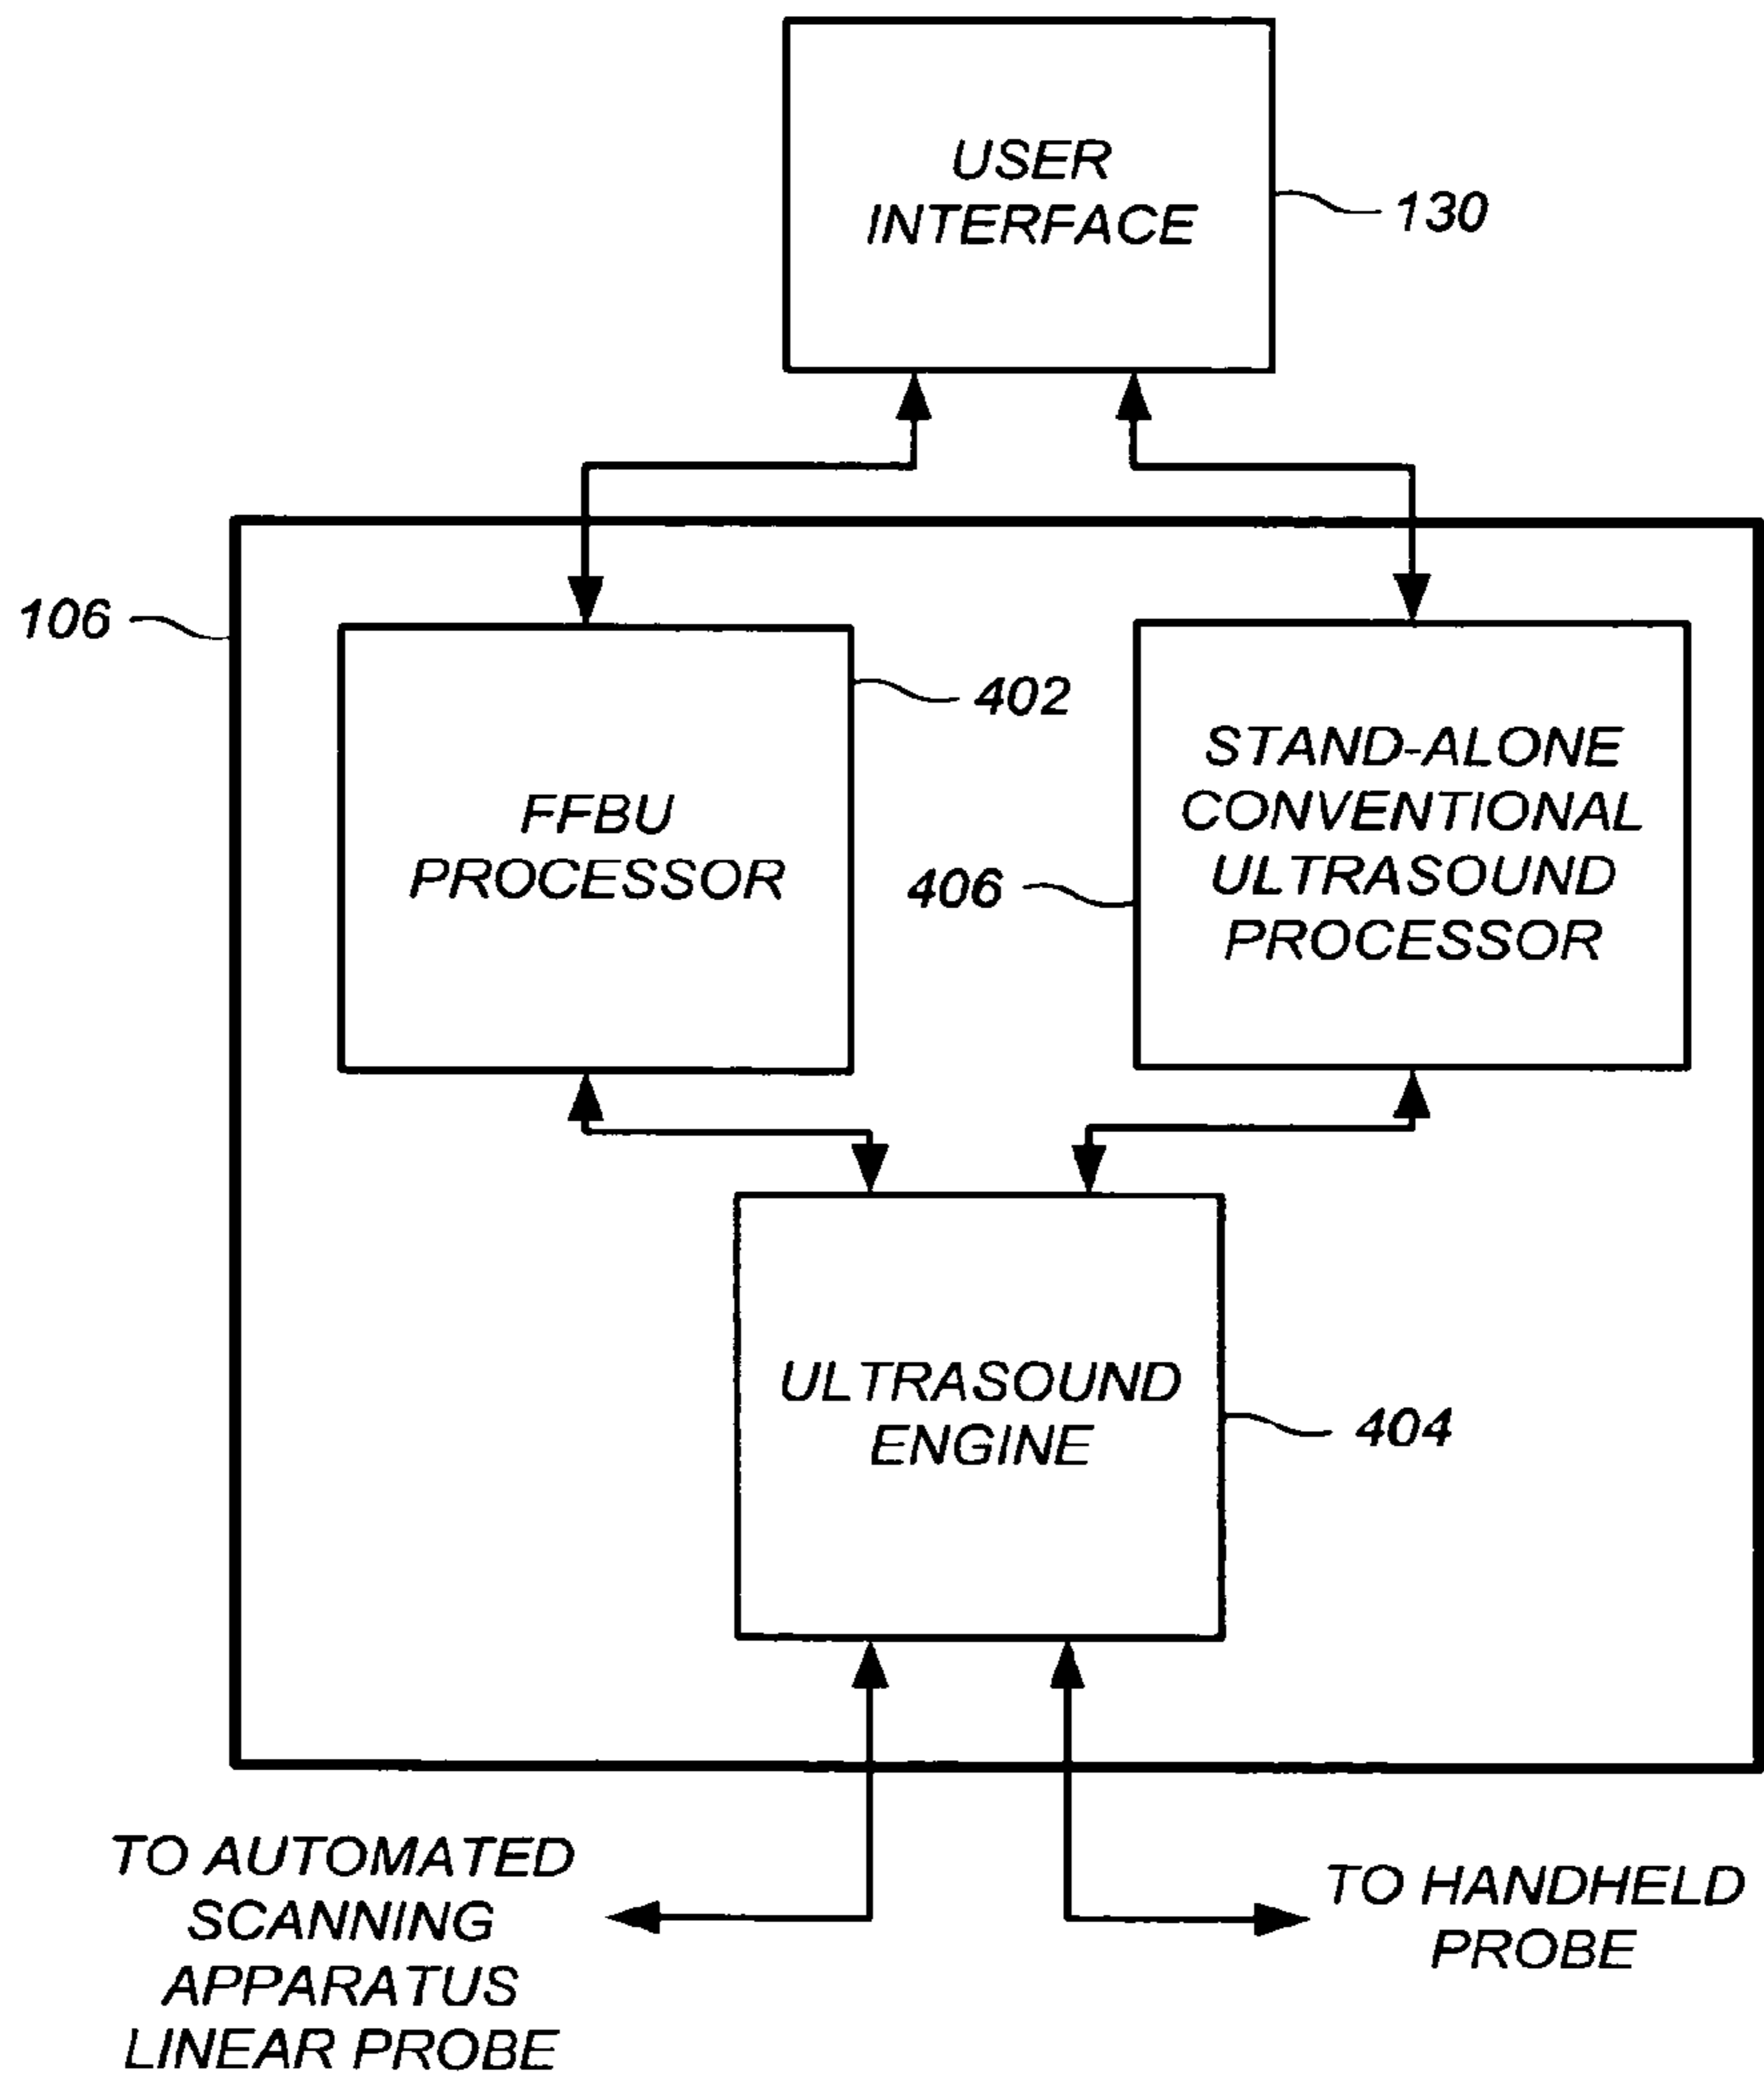 USER
INTERFACE
130
106
402
FFBU
PROCESSOR
STAND-ALONE
CONVENTIONAL
ULTRASOUND
PROCESSOR
406
ULTRASOUND
ENGINE
404
TO AUTOMATED
SCANNING
APPARATUS
LINEAR PROBE
TO HANDHELD
PROBE